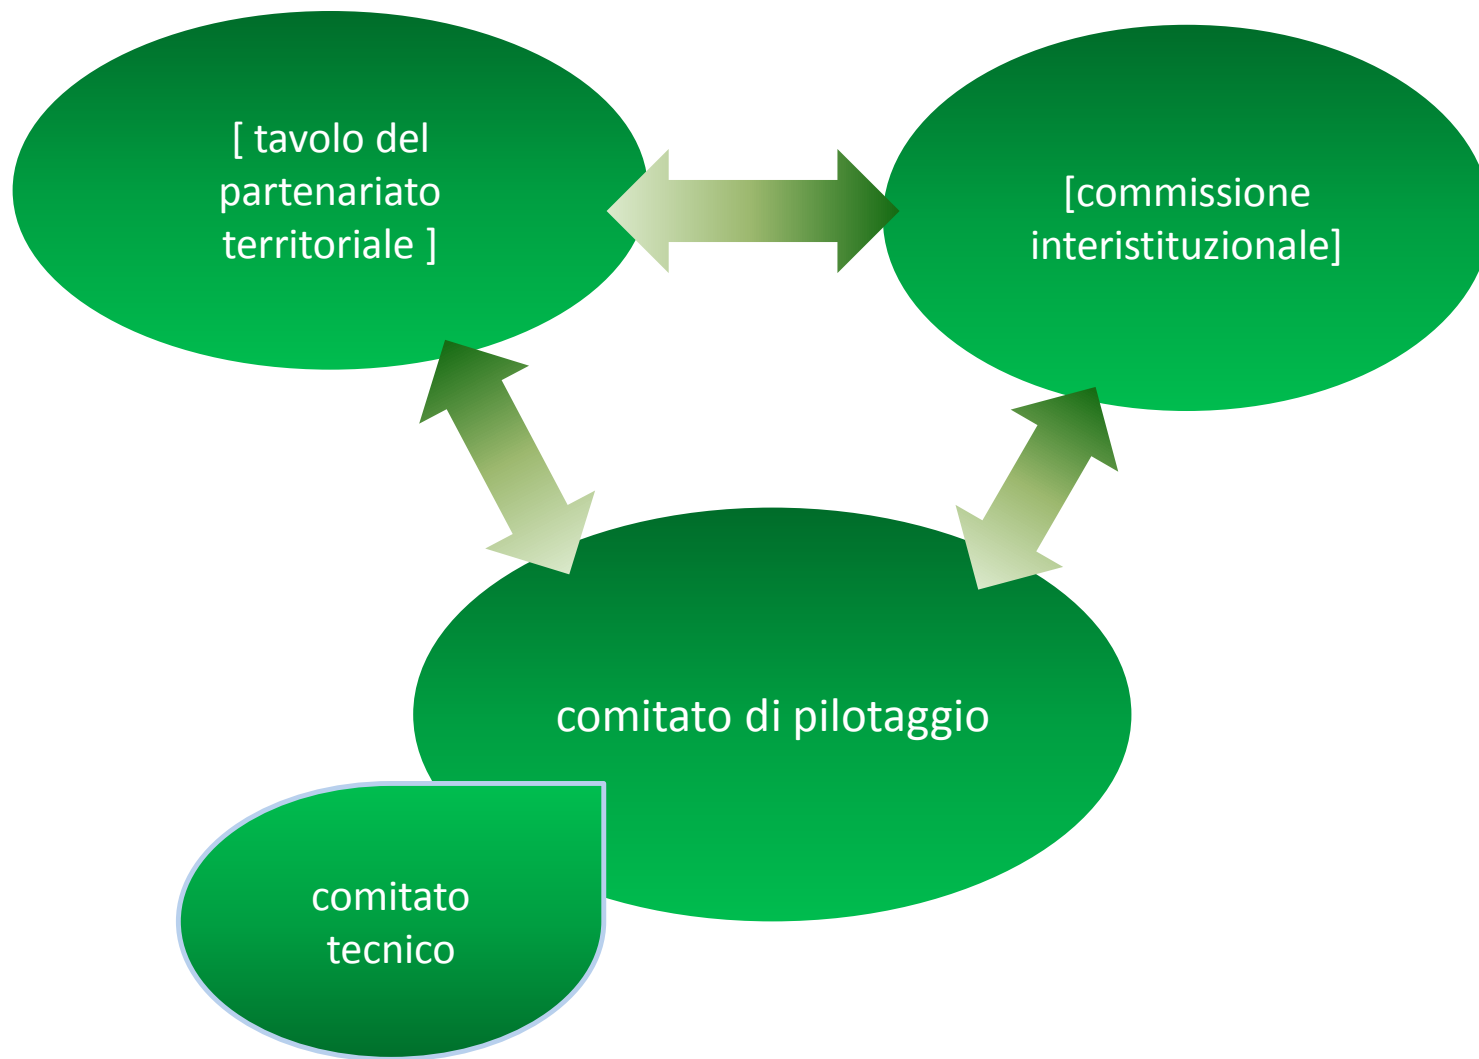 [ tavolo del
partenariato
territoriale ]
[commissione
interistituzionale]
comitato di pilotaggio
comitato
tecnico